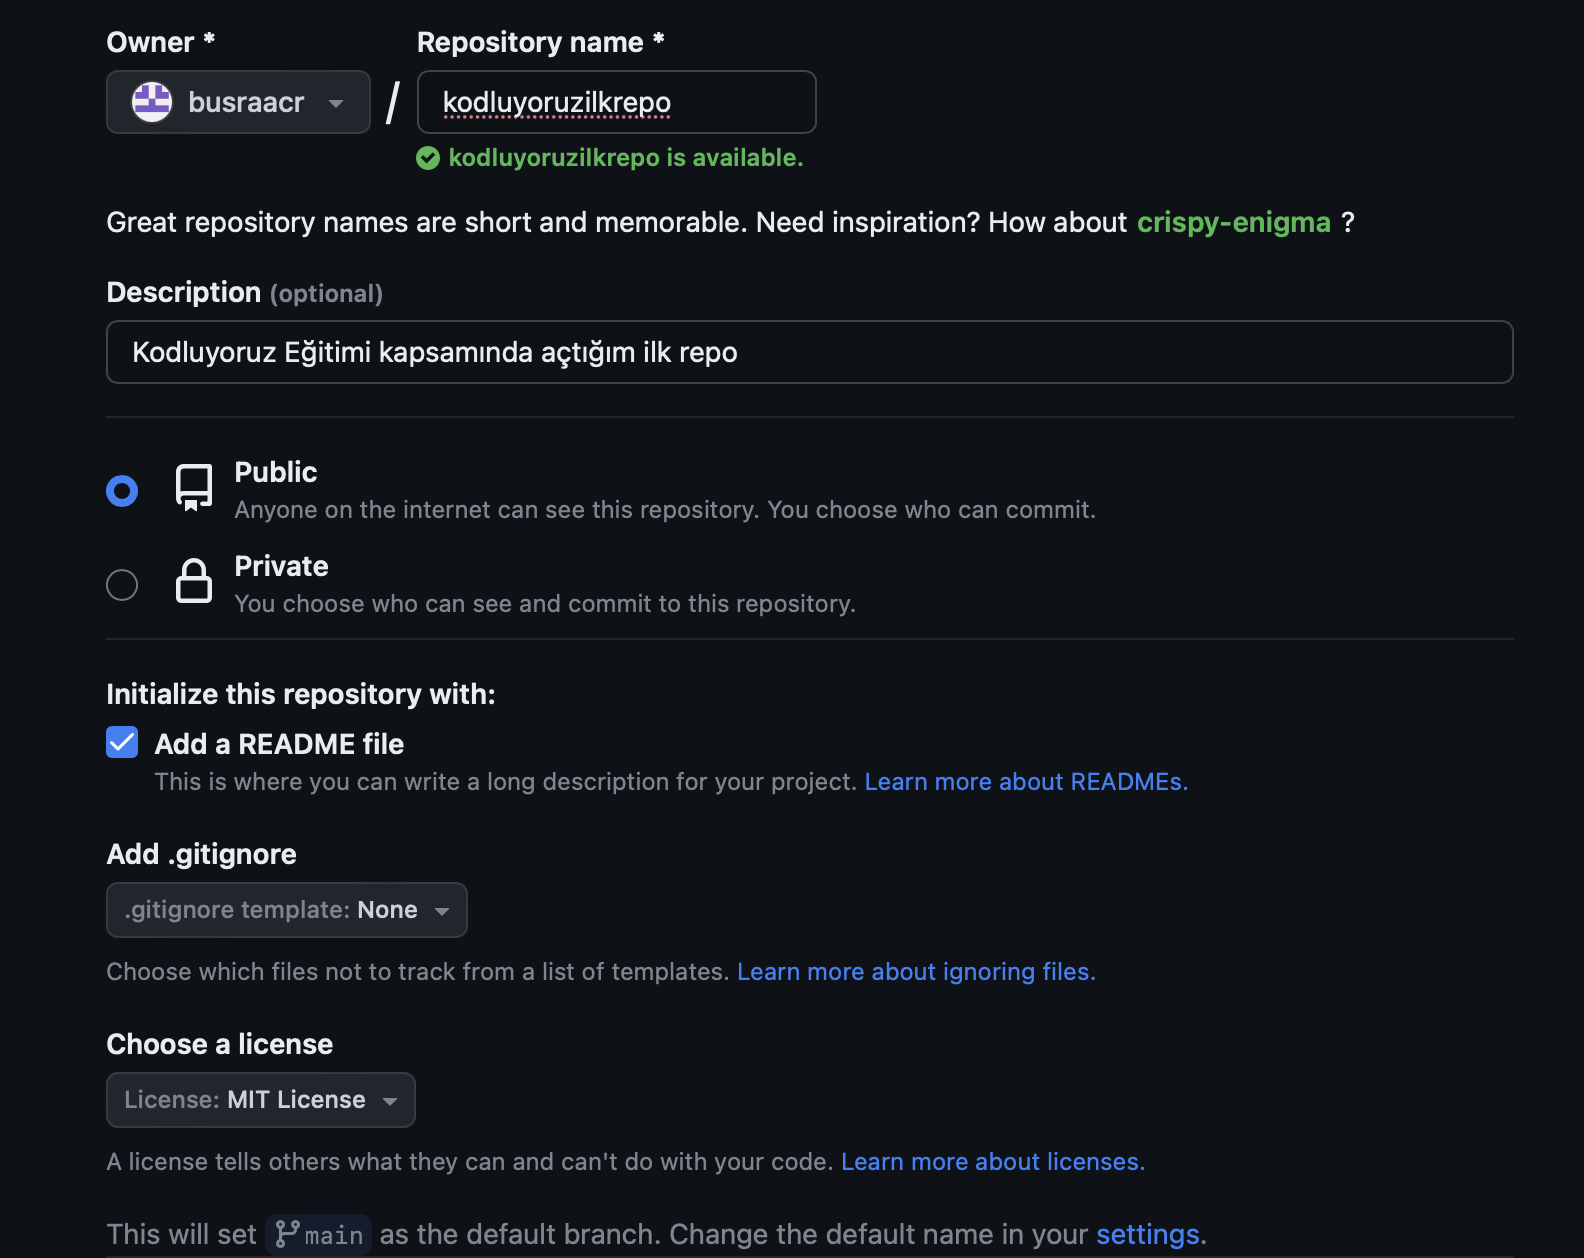 Owner * Repository name *
busraacr / kodluyoruzilkrepo
kodluyoruzilkrepo is available.
Great repository names are short and memorable. Need inspiration? How about crispy-enigma ?
Description (optional)
Kodluyoruz Eğitimi kapsamında açtığım ilk repo
Public
Anyone on the internet can see this repository. You choose who can commit.
Private
You choose who can see and commit to this repository.
Initialize this repository with:
Add a README file
This is where you can write a long description for your project. Learn more about READMEs.
Add .gitignore
.gitignore template: None
Choose which files not to track from a list of templates. Learn more about ignoring files.
Choose a license
License: MIT License
A license tells others what they can and can't do with your code. Learn more about licenses.
This will set main as the default branch. Change the default name in your settings.